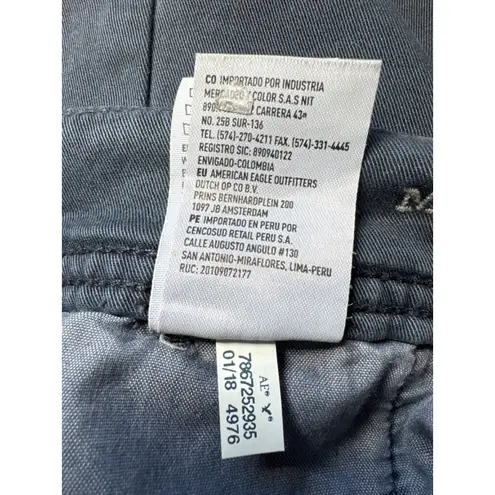 CO IMPORTADO POR INDUSTRIA
MERCADEO Y COLOR S.A.S NIT
CARRERA 43ª
NO. 25B SUR-136
TEL. (574)-270-4211 FAX. (574)-331-4445
REGISTRO SIC: 890940122
ENVIGADO-COLOMBIA
EU AMERICAN EAGLE OUTFITTERS
DUTCH OP CO B.V.
PRINS BERNHARDPLEIN 200
1097 JB AMSTERDAM
PE IMPORTADO EN PERU POR
CENCOSUD RETAIL PERU S.A.
CALLE AUGUSTO ANGULO #130
SAN ANTONIO-MIRAFLORES, LIMA-PERU
RUC: 20109072177
AE®
7867252935
01/18 4976